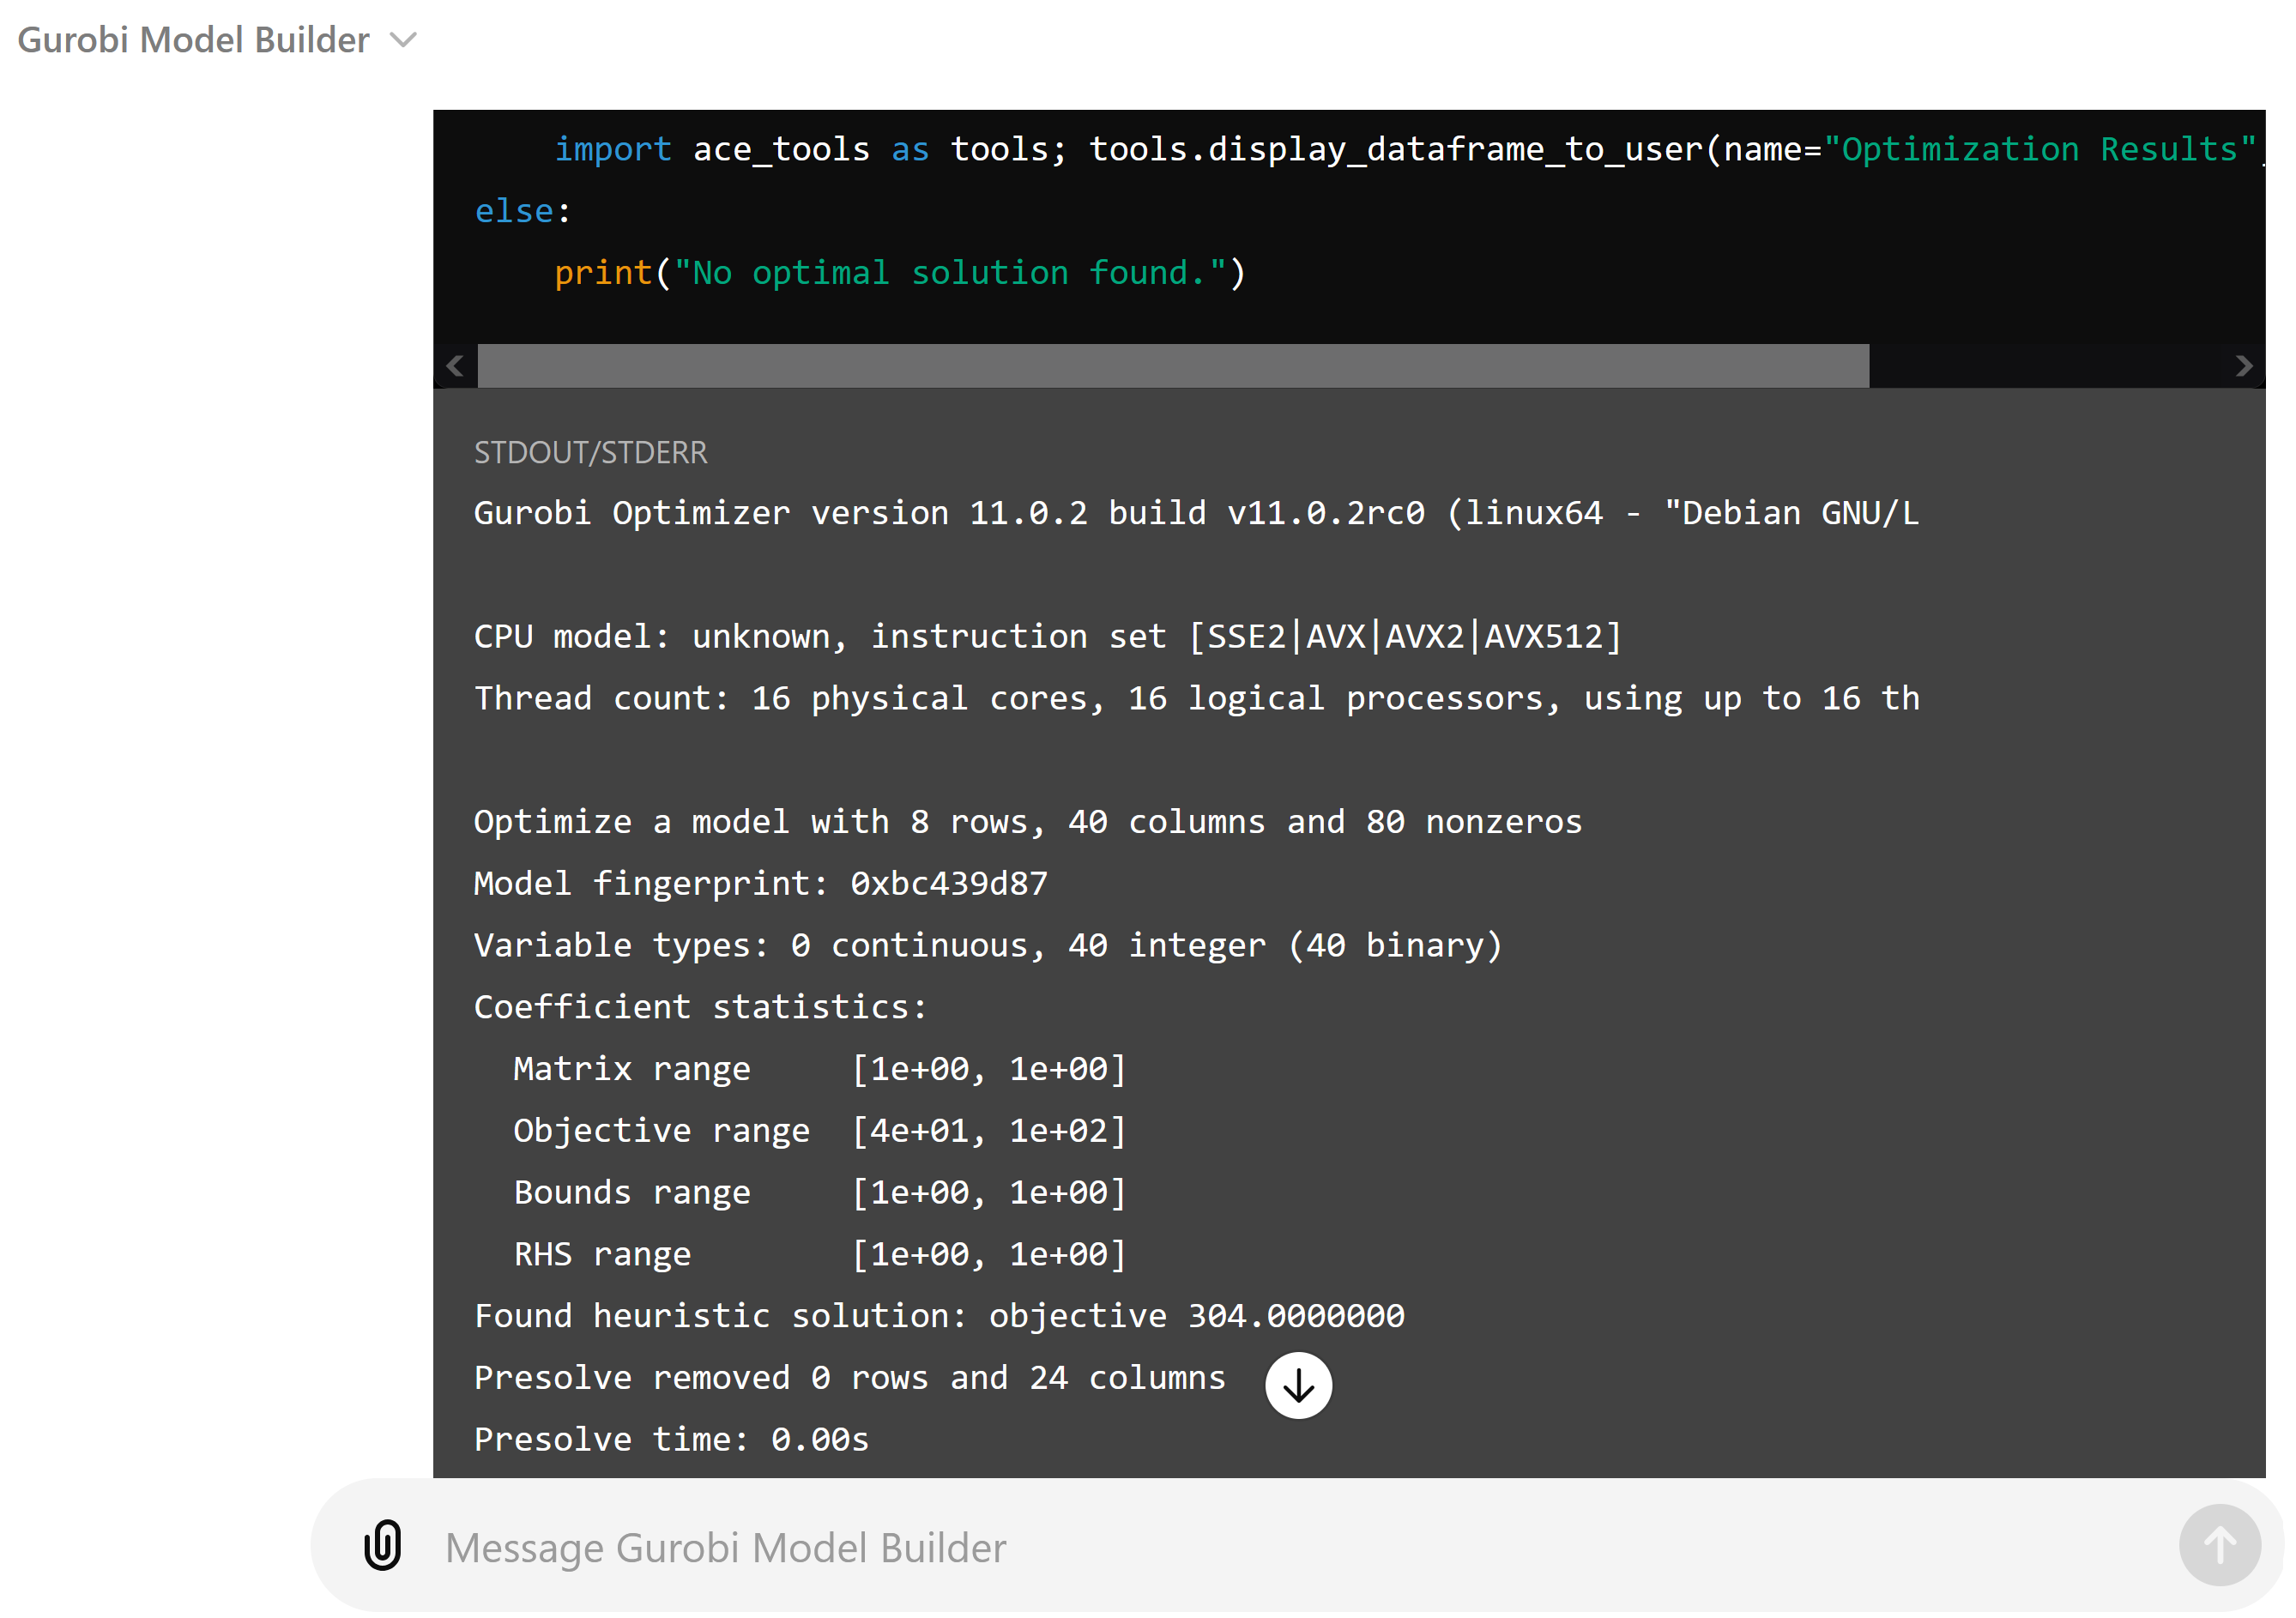 Gurobi Model Builder
import ace_tools as tools; tools.display_dataframe_to_user(name="Optimization Results"
else:
print("No optimal solution found.")
STDOUT/STDERR
Gurobi Optimizer version 11.0.2 build v11.0.2rc0 (linux64 - "Debian GNU/L
CPU model: unknown, instruction set [SSE2|AVX|AVX2|AVX512]
Thread count: 16 physical cores, 16 logical processors, using up to 16 th
Optimize a model with 8 rows, 40 columns and 80 nonzeros
Model fingerprint: 0xbc439d87
Variable types: 0 continuous, 40 integer (40 binary)
Coefficient statistics:
Matrix range [1e+00, 1e+00]
Objective range [4e+01, 1e+02]
Bounds range [1e+00, 1e+00]
RHS range [1e+00, 1e+00]
Found heuristic solution: objective 304.0000000
Presolve removed 0 rows and 24 columns
Presolve time: 0.00s
Message Gurobi Model Builder